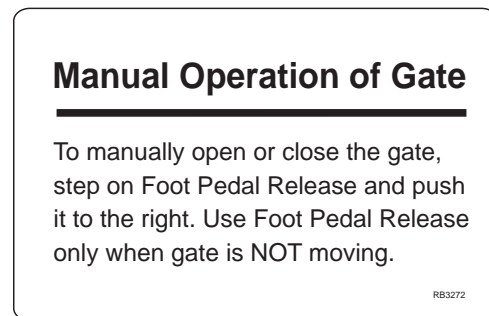 Manual Operation of Gate
To manually open or close the gate,
step on Foot Pedal Release and push
it to the right. Use Foot Pedal Release
only when gate is NOT moving.
RB3272